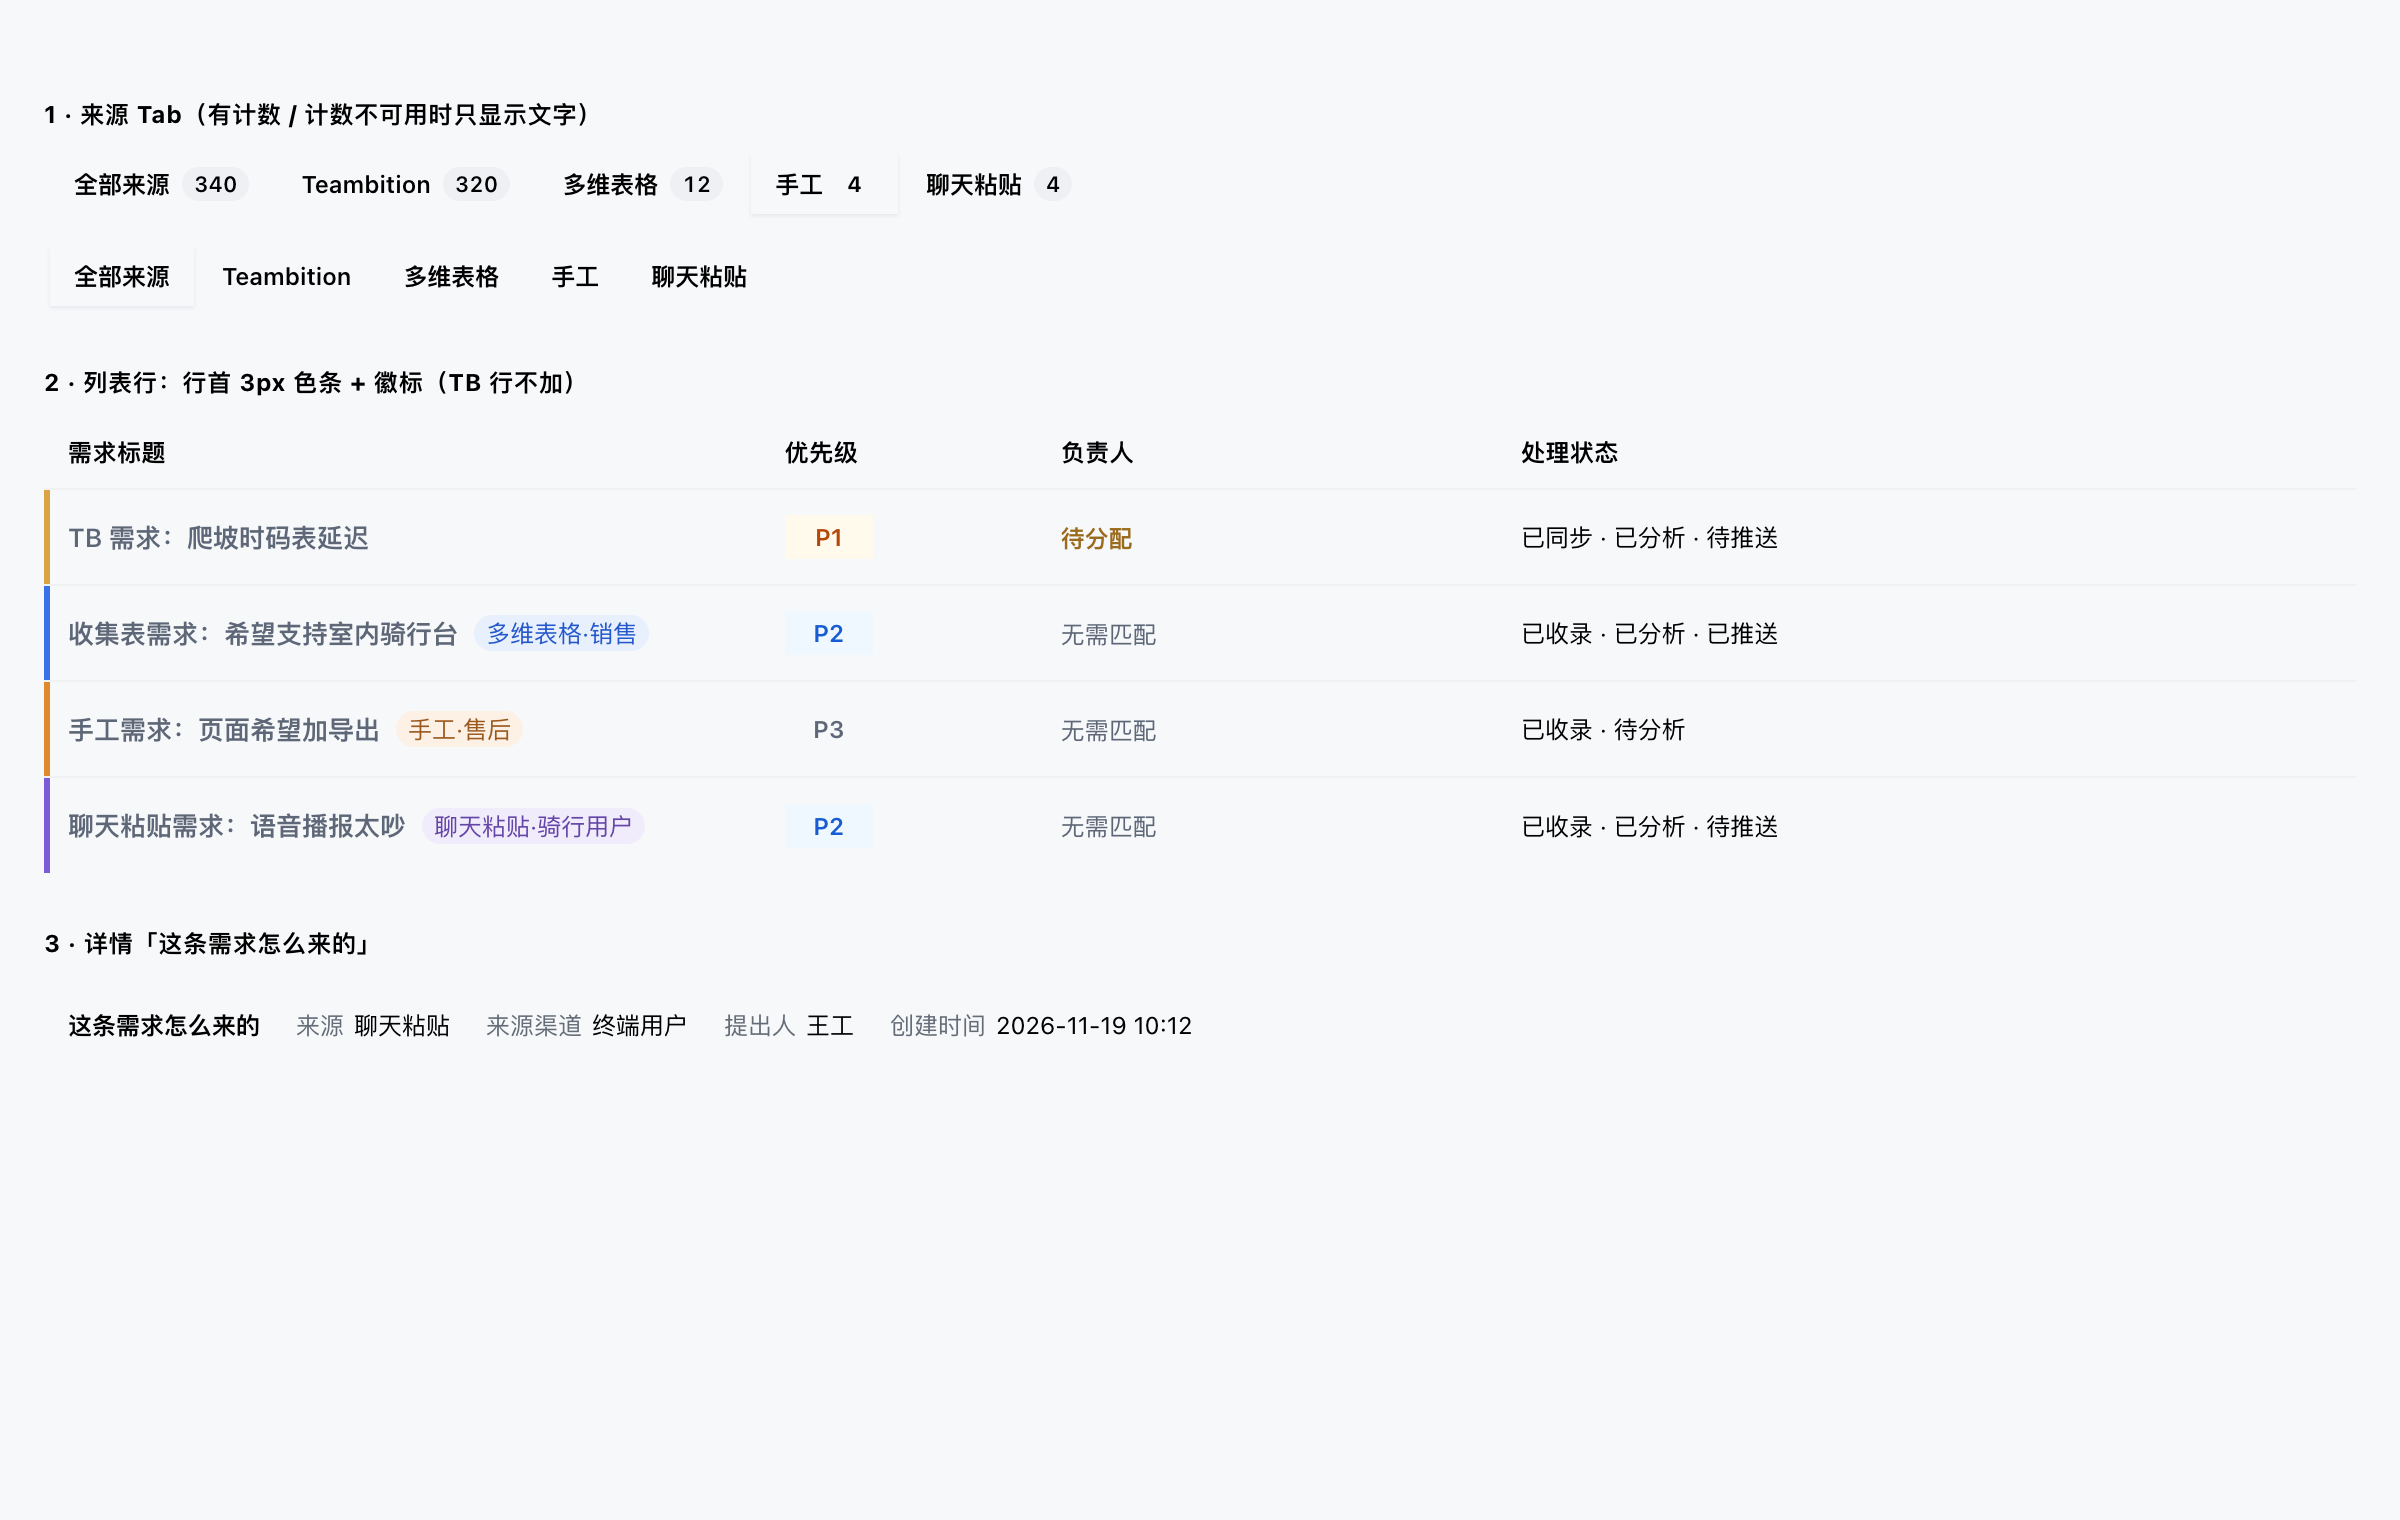 1 · 来源 Tab（有计数 / 计数不可用时只显示文字）
全部来源 340 Teambition 320 多维表格 12 手工 4 聊天粘贴 4
全部来源 Teambition 多维表格 手工 聊天粘贴
2 · 列表行：行首 3px 色条 + 徽标（TB 行不加）
需求标题 优先级 负责人 处理状态
TB 需求：爬坡时码表延迟 P1 待分配 已同步 · 已分析 · 待推送
收集表需求：希望支持室内骑行台 多维表格·销售 P2 无需匹配 已收录 · 已分析 · 已推送
手工需求：页面希望加导出 手工·售后 P3 无需匹配 已收录 · 待分析
聊天粘贴需求：语音播报太吵 聊天粘贴·骑行用户 P2 无需匹配 已收录 · 已分析 · 待推送
3 · 详情「这条需求怎么来的」
这条需求怎么来的 来源 聊天粘贴 来源渠道 终端用户 提出人 王工 创建时间 2026-11-19 10:12